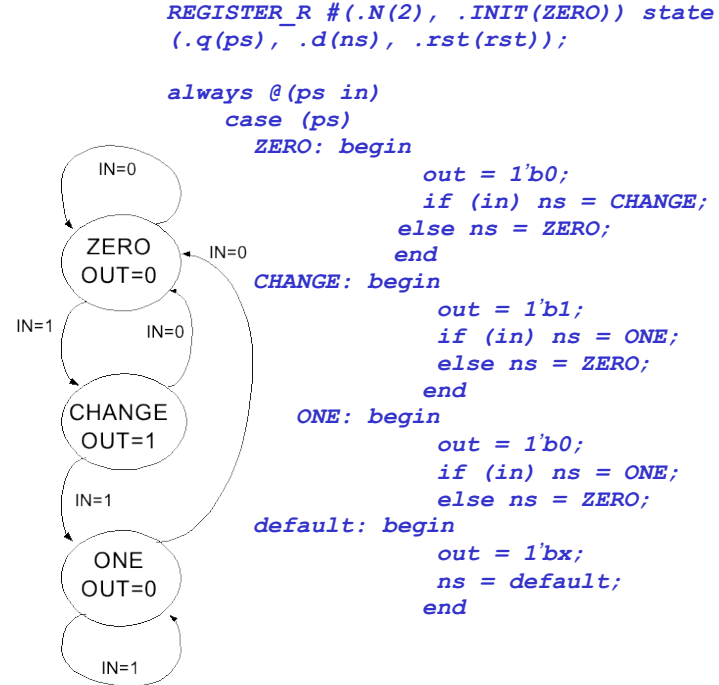 REGISTER_R #(.N(2), .INIT(ZERO)) state
(.q(ps), .d(ns), .rst(rst));
always @(ps in)
case (ps)
ZERO: begin
out = 1’b0;
if (in) ns = CHANGE;
else ns = ZERO;
end
CHANGE: begin
out = 1’b1;
if (in) ns = ONE;
else ns = ZERO;
end
ONE: begin
out = 1’b0;
if (in) ns = ONE;
else ns = ZERO;
default: begin
out = 1’bx;
ns = default;
end
IN=0
ZERO
OUT=0
IN=0
IN=1
IN=0
CHANGE
OUT=1
IN=1
ONE
OUT=0
IN=1